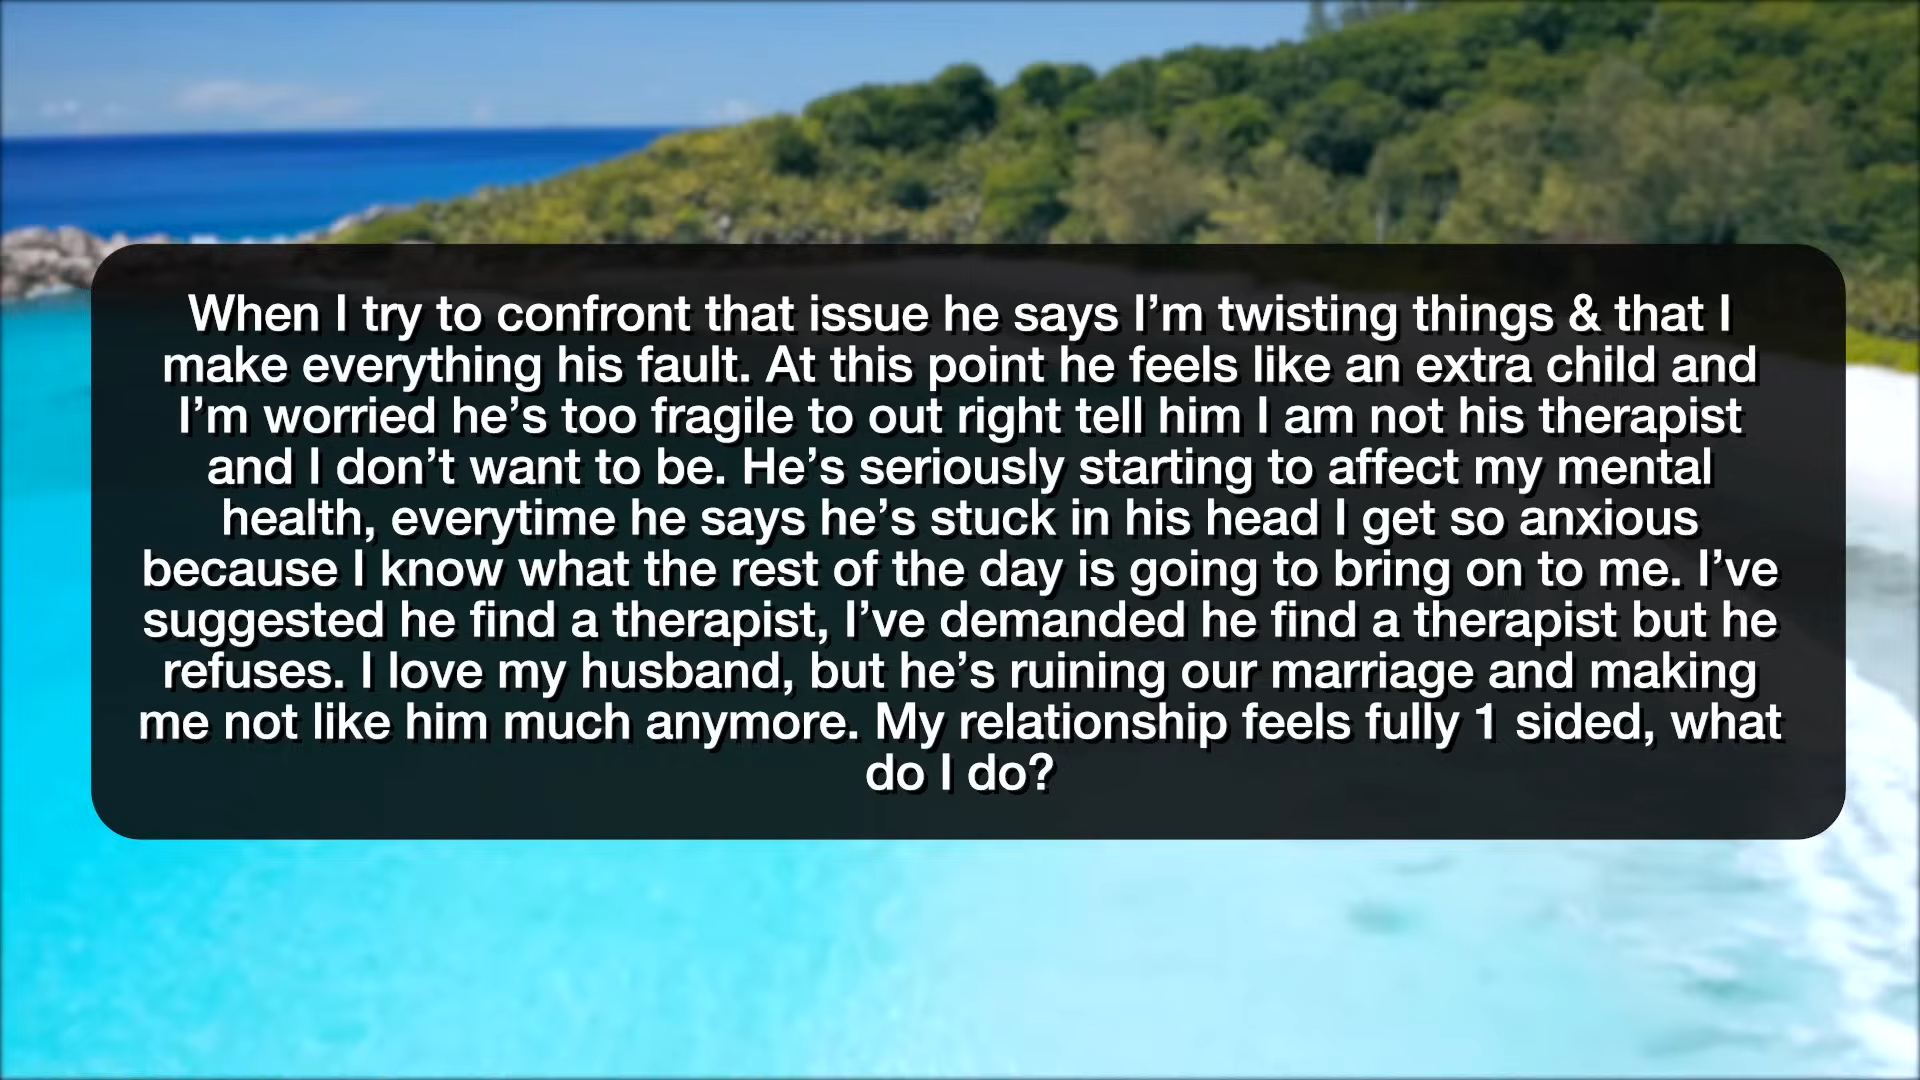 When I try to confront that issue he says I’m twisting things & that I
make everything his fault. At this point he feels like an extra child and
I’m worried he’s too fragile to out right tell him I am not his therapist
and I don’t want to be. He’s seriously starting to affect my mental
health, everytime he says he’s stuck in his head I get so anxious
because I know what the rest of the day is going to bring on to me. I’ve
suggested he find a therapist, I’ve demanded he find a therapist but he
refuses. I love my husband, but he’s ruining our marriage and making
me not like him much anymore. My relationship feels fully 1 sided, what
do I do?